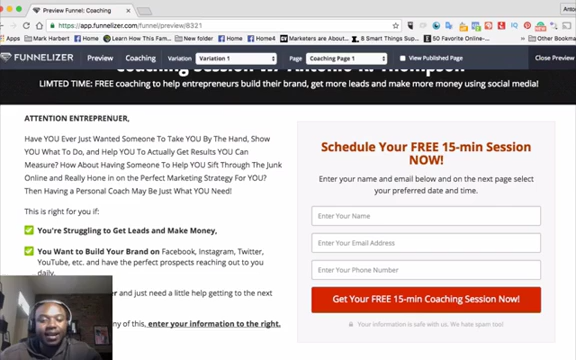 Preview Funnel: Coaching
https://app.funnelizer.com/funnel/preview/8321
Apps
Mark Harbert
Home
Learn How This Fam
New folder
Home
Home4
Marketers are Abou
8 Smart Things Sup
50 Favorite Online
Other Bookma
FUNNELIZER
Preview
Coaching
Variation
Variation 1
Page
Coaching Page 1
View Published Page
Close Preview
Coaching Session w/ Antonio R. Thompson
LIMTED TIME: FREE coaching to help entrepreneurs build their brand, get more leads and make more money using social media!
ATTENTION ENTREPRENUER,
Have YOU Ever Just Wanted Someone To Take YOU By The Hand, Show
YOU What To Do, and Help YOU To Actually Get Results YOU Can
Measure? How About Having Someone To Help YOU Sift Through The Junk
Online and Really Hone in on the Perfect Marketing Strategy For YOU?
Then Having a Personal Coach May Be Just What YOU Need!
This is right for you if:
You're Struggling to Get Leads and Make Money,
You Want to Build Your Brand on Facebook, Instagram, Twitter,
YouTube, etc. and have the perfect prospects reaching out to you
daily.
and just need a little help getting to the next
any of this, enter your information to the right.
Schedule Your FREE 15-min Session
NOW!
Enter your name and email below and on the next page select
your preferred date and time.
Enter Your Name
Enter Your Email Address
Enter Your Phone Number
Get Your FREE 15-min Coaching Session Now!
Your information is safe with us. We hate spam too!